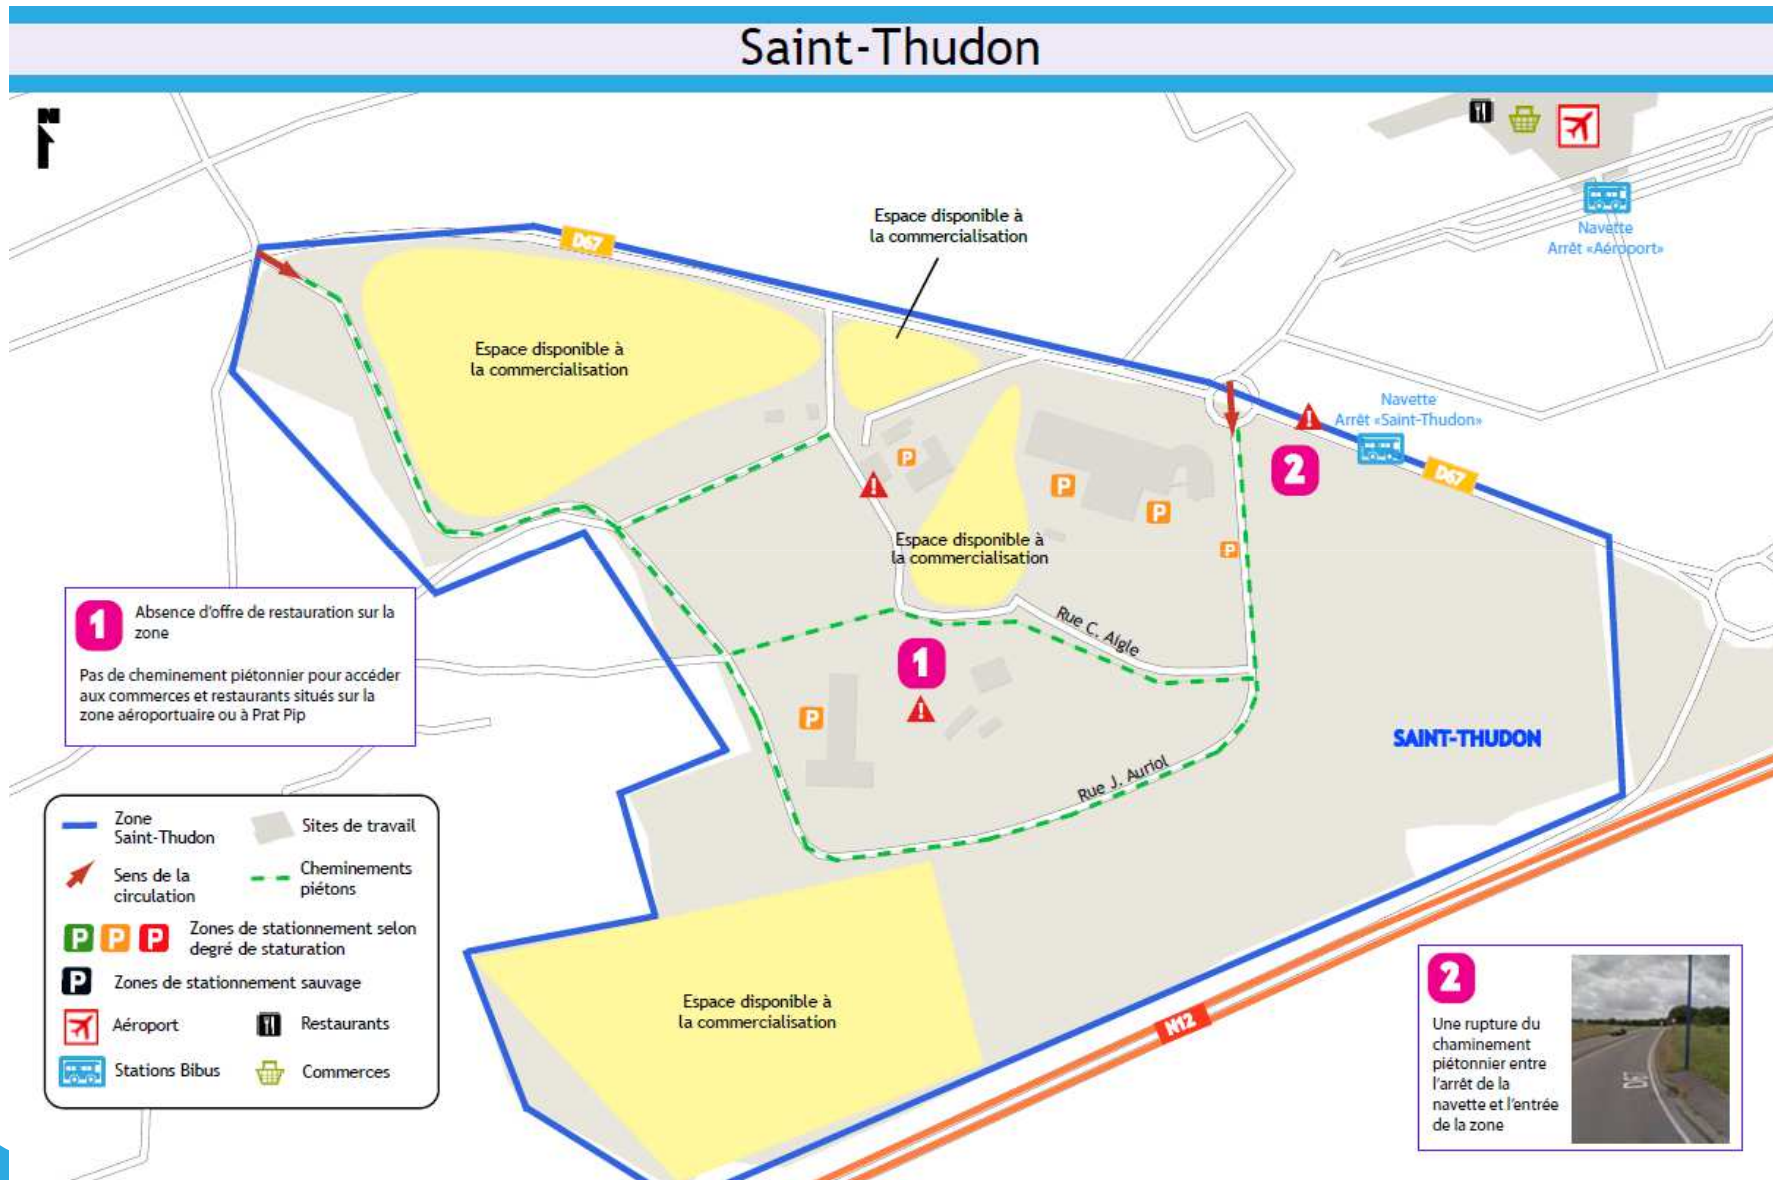 Saint-Thudon
N
Espace disponible à
la commercialisation
D67
Navette
Arrêt «Aéroport»
Espace disponible à
la commercialisation
Navette
Arrêt «Saint-Thudon»
2
D67
P
P
P
P
Espace disponible à
la commercialisation
Rue C. Aigle
1
P
Rue J. Auriol
SAINT-THUDON
1
Absence d'offre de restauration sur la
zone
Pas de cheminement piétonnier pour accéder
aux commerces et restaurants situés sur la
zone aéroportuaire ou à Prat Pip
Zone
Saint-Thudon
Sites de travail
Sens de la
circulation
Cheminements
piétons
P P P
Zones de stationnement selon
degré de staturation
P
Zones de stationnement sauvage
Aéroport
Restaurants
Stations Bibus
Commerces
Espace disponible à
la commercialisation
N12
2
Une rupture du
chaminement
piétonnier entre
l'arrêt de la
navette et l'entrée
de la zone
D67